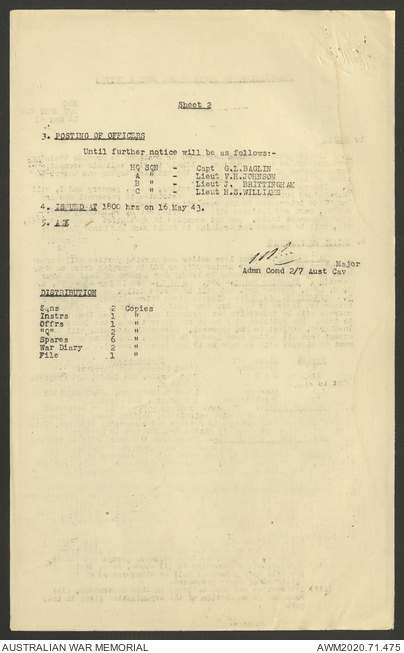 Sheet 2
3. POSTING OF OFFICERS
Until further notice will be as follows:-
HQ SQN - Capt G.L.BAGLIN
A " - Lieut W.H.JOHNSON
B " - Lieut J. BRITTINGHAM
C " - Lieut H.S.WILLIAMS
4. ISSUED AT 1800 hrs on 16 May 43.
5. ACK
Major
Admn Comd 2/7 Aust Cav
DISTRIBUTION
Sqns 2 Copies
Instrs 1 "
Offrs 1 "
"Q" 2 "
Spares 6 "
War Diary 2 "
File 1 "
AUSTRALIAN WAR MEMORIAL
AWM2020.71.475